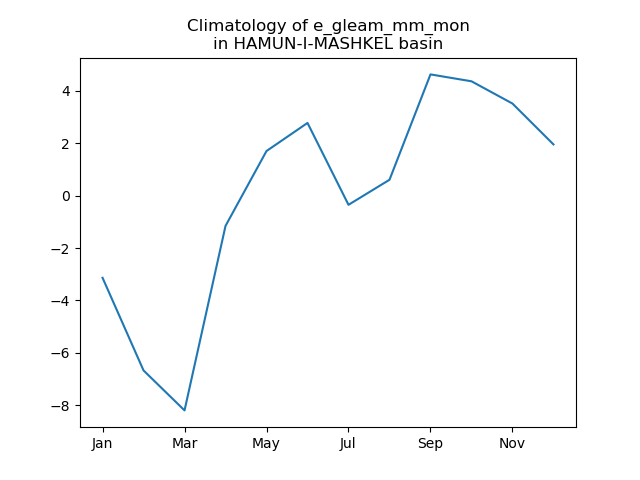 Climatology of e_gleam_mm_mon
in HAMUN-I-MASHKEL basin
4
2
0
−2
−4
−6
−8
Jan Mar May Jul Sep Nov